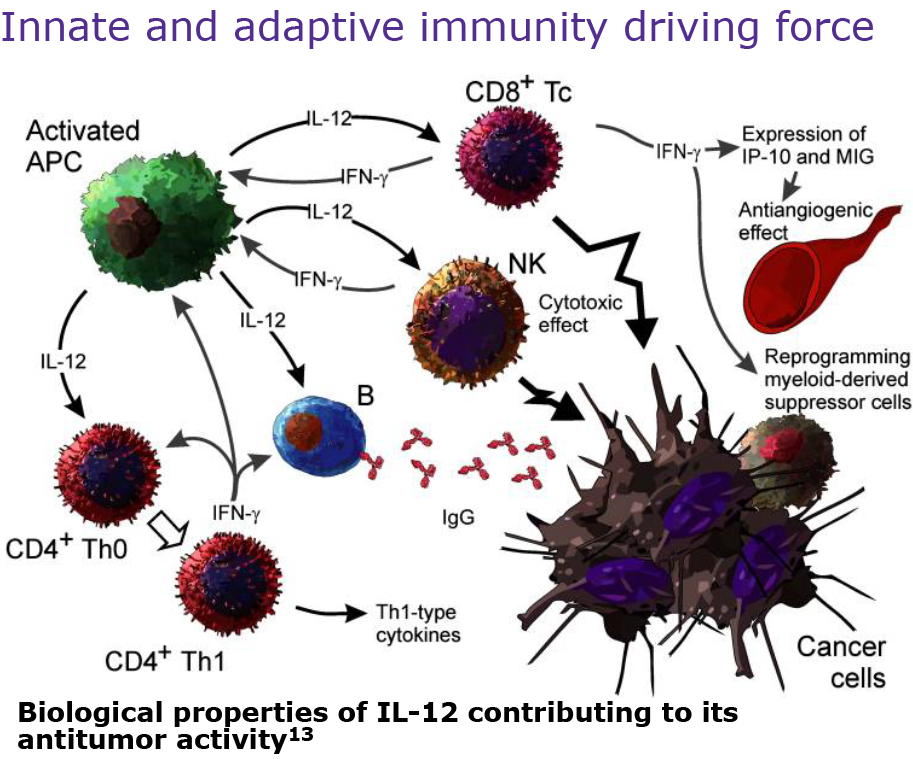 Innate and adaptive immunity driving force
CD8⁺ Tc
Activated
APC
IL-12
IFN-γ
IL-12
IFN-γ
IFN-γ
Expression of
IP-10 and MIG
Antiangiogenic
effect
NK
Cytotoxic
effect
IL-12
IL-12
Reprogramming
myeloid-derived
suppressor cells
B
IFN-γ
IgG
CD4⁺ Th0
CD4⁺ Th1
Th1-type
cytokines
Cancer
cells
Biological properties of IL-12 contributing to its
antitumor activity¹³